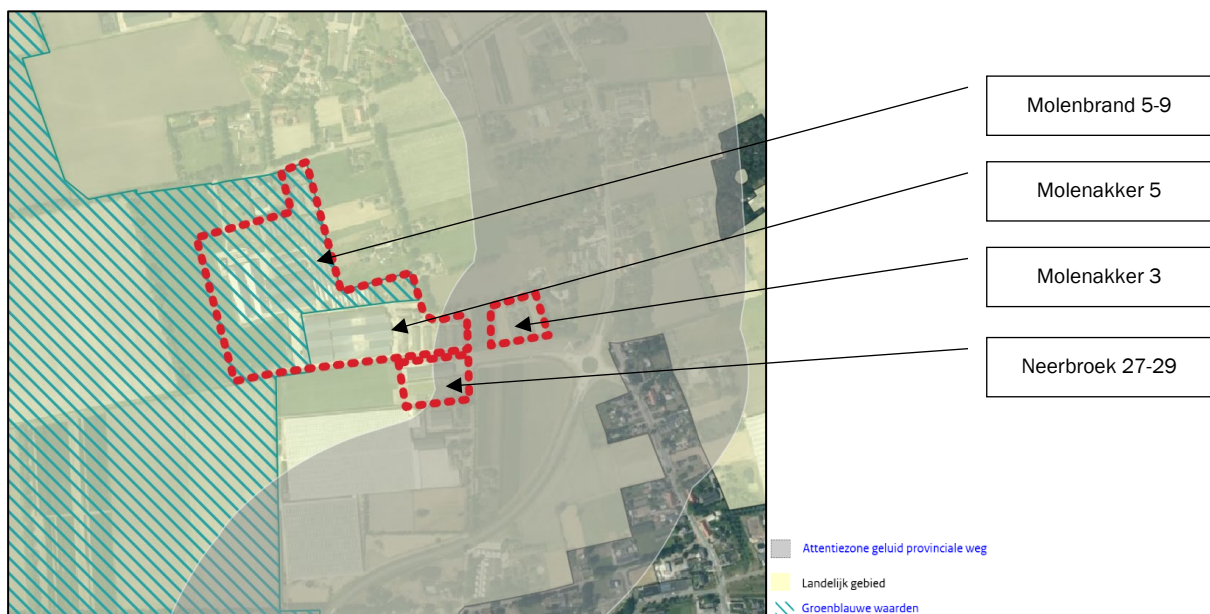 Molenbrand 5-9
Molenakker 5
Molenakker 3
Neerbroek 27-29
Attentiezone geluid provinciale weg
Landelijk gebied
Groenblauwe waarden